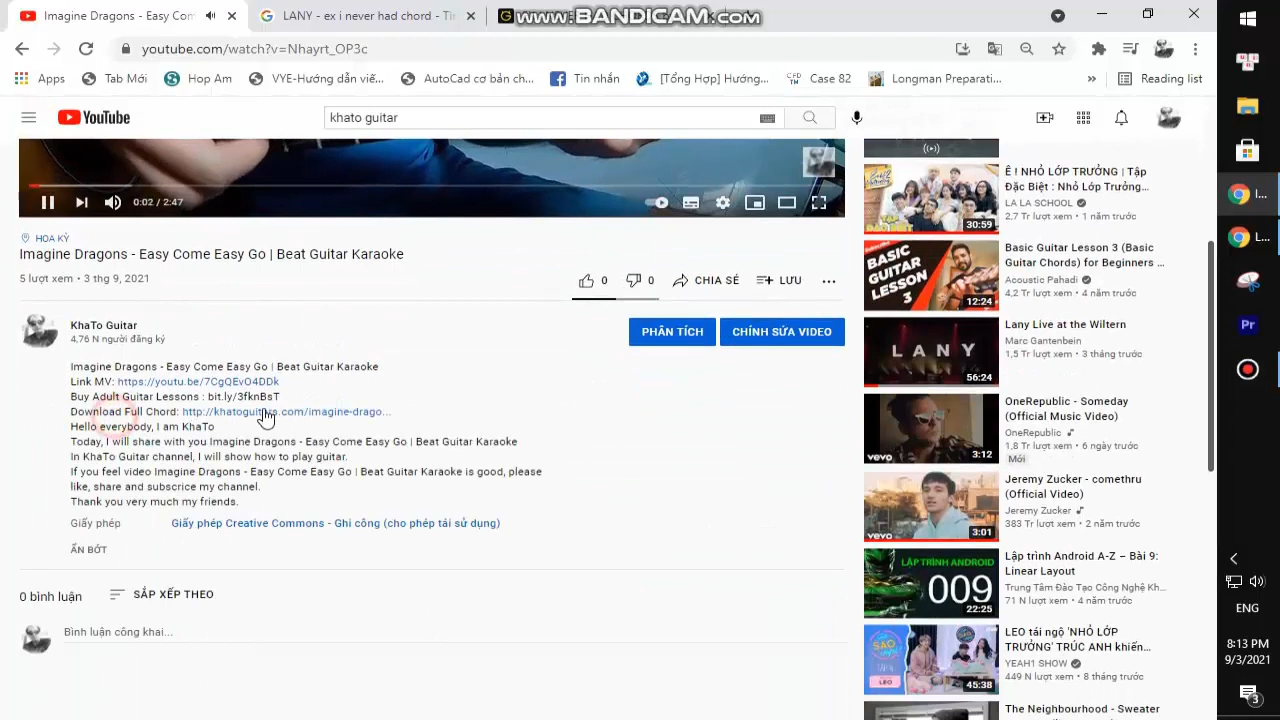 Imagine Dragons - Easy Com
LANY - ex i never had chord - Th
www.BANDICAM.com
youtube.com/watch?v=Nhayrt_OP3c
Apps
Tab Mới
Hop Am
VYE-Hướng dẫn viế...
AutoCad cơ bản ch...
Tin nhắn
[Tổng Hợp] Hướng...
Case 82
Longman Preparati...
»
Reading list
YouTube
khato guitar
30:59
Ê ! NHỎ LỚP TRƯỞNG | Tập
Đặc Biệt : Nhỏ Lớp Trưởng...
LA LA SCHOOL
2,7 Tr lượt xem • 1 năm trước
0:02 / 2:47
HOA KỲ
Imagine Dragons - Easy Come Easy Go | Beat Guitar Karaoke
5 lượt xem • 3 thg 9, 2021
0
0
CHIA SẺ
LƯU
BASIC
GUITAR
LESSON
3
12:24
Basic Guitar Lesson 3 (Basic
Guitar Chords) for Beginners ...
Acoustic Pahadi
4,2 Tr lượt xem • 4 năm trước
KhaTo Guitar
4,76 N người đăng ký
PHÂN TÍCH
CHỈNH SỬA VIDEO
LANY
56:24
Lany Live at the Wiltern
Marc Gantenbein
1,5 Tr lượt xem • 3 tháng trước
Imagine Dragons - Easy Come Easy Go | Beat Guitar Karaoke
Link MV: https://youtu.be/7CgQEvO4DDk
Buy Adult Guitar Lessons : bit.ly/3fknBsT
Download Full Chord: http://khatoguitar.com/imagine-drago...
Hello everybody, I am KhaTo
Today, I will share with you Imagine Dragons - Easy Come Easy Go | Beat Guitar Karaoke
In KhaTo Guitar channel, I will show how to play guitar.
If you feel video Imagine Dragons - Easy Come Easy Go | Beat Guitar Karaoke is good, please
like, share and subscrice my channel.
Thank you very much my friends.
Giấy phép
Giấy phép Creative Commons - Ghi công (cho phép tái sử dụng)
ẨN BỚT
0 bình luận
SẮP XẾP THEO
Bình luận công khai...
3:12
OneRepublic - Someday
(Official Music Video)
OneRepublic
1,8 Tr lượt xem • 6 ngày trước
Mới
vevo
3:01
Jeremy Zucker - comethru
(Official Video)
Jeremy Zucker
383 Tr lượt xem • 2 năm trước
LẬP TRÌNH ANDROID
009
22:25
Lập trình Android A-Z – Bài 9:
Linear Layout
Trung Tâm Đào Tạo Công Nghệ Kh...
71 N lượt xem • 4 năm trước
45:38
LEO tái ngộ 'NHỎ LỚP
TRƯỞNG' TRÚC ANH khiến...
YEAH1 SHOW
449 N lượt xem • 8 tháng trước
The Neighbourhood - Sweater
I...
L...
Pr
ENG
8:13 PM
9/3/2021
3